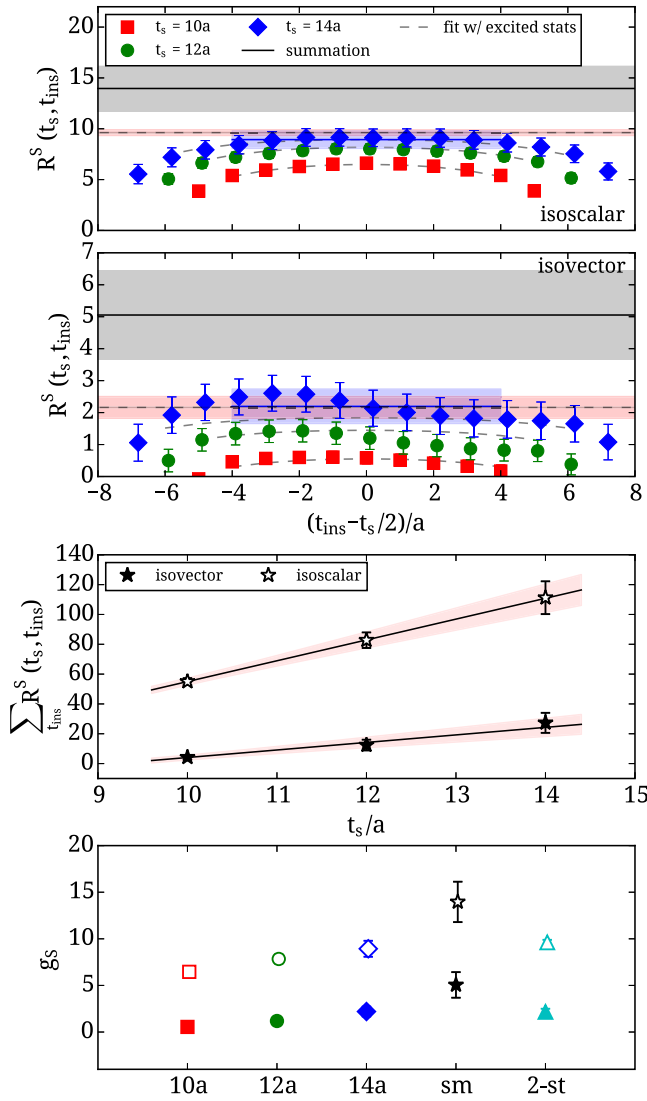 22
20
15
10
5
0
R^S (t_s, t_ins)
t_s = 10a
t_s = 12a
t_s = 14a
summation
fit w/ excited stats
isoscalar
7
6
5
4
3
2
1
0
R^S (t_s, t_ins)
isovector
−8 −6 −4 −2 0 2 4 6 8
(t_ins−t_s/2)/a
140
120
100
80
60
40
20
0
∑_{t_ins} R^S (t_s, t_ins)
isovector isoscalar
9 10 11 12 13 14 15
t_s/a
20
15
10
5
0
g_S
10a 12a 14a sm 2-st